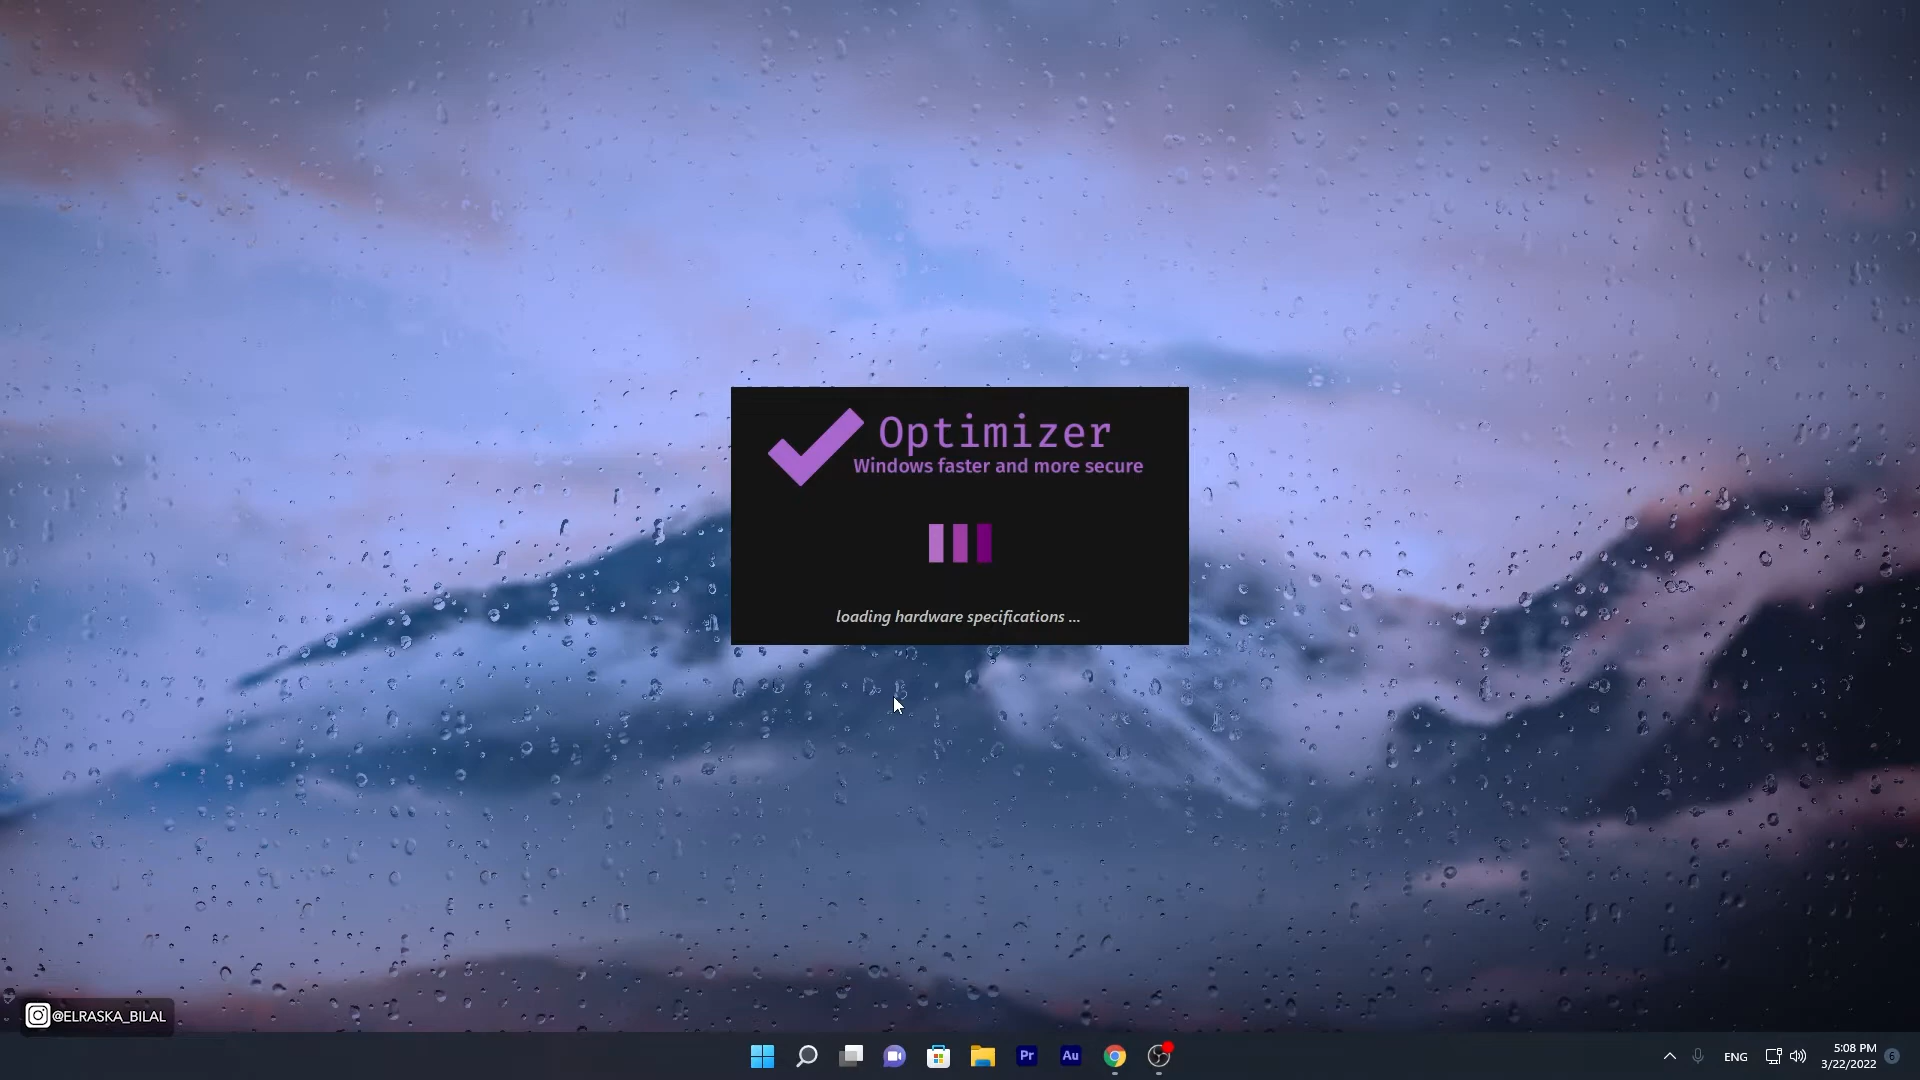 Optimizer
Windows faster and more secure
loading hardware specifications ...
@ELRASKA_BILAL
Pr
Au
ENG
5:08 PM
3/22/2022
6